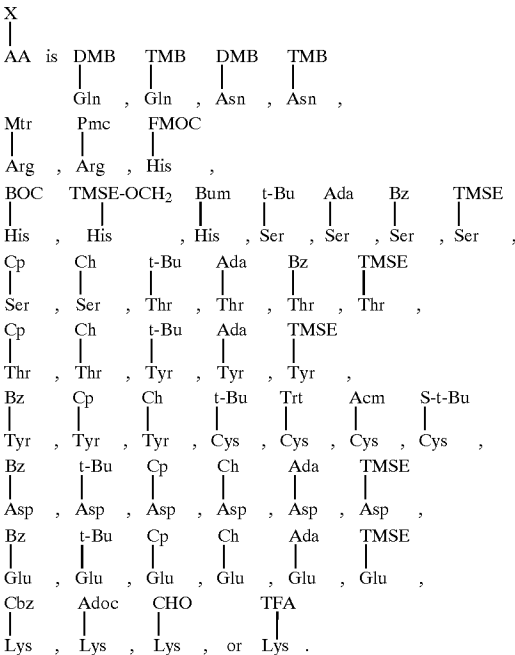 X
AA is DMB TMB DMB TMB
Gln , Gln , Asn , Asn ,
Mtr Pmc FMOC
Arg , Arg , His ,
BOC TMSE-OCH2 Bum t-Bu Ada Bz TMSE
His , His , His , Ser , Ser , Ser , Ser ,
Cp Ch t-Bu Ada Bz TMSE
Ser , Ser , Thr , Thr , Thr , Thr ,
Cp Ch t-Bu Ada TMSE
Thr , Thr , Tyr , Tyr , Tyr ,
Bz Cp Ch t-Bu Trt Acm S-t-Bu
Tyr , Tyr , Tyr , Cys , Cys , Cys , Cys ,
Bz t-Bu Cp Ch Ada TMSE
Asp , Asp , Asp , Asp , Asp , Asp ,
Bz t-Bu Cp Ch Ada TMSE
Glu , Glu , Glu , Glu , Glu , Glu ,
Cbz Adoc CHO TFA
Lys , Lys , Lys , or Lys .